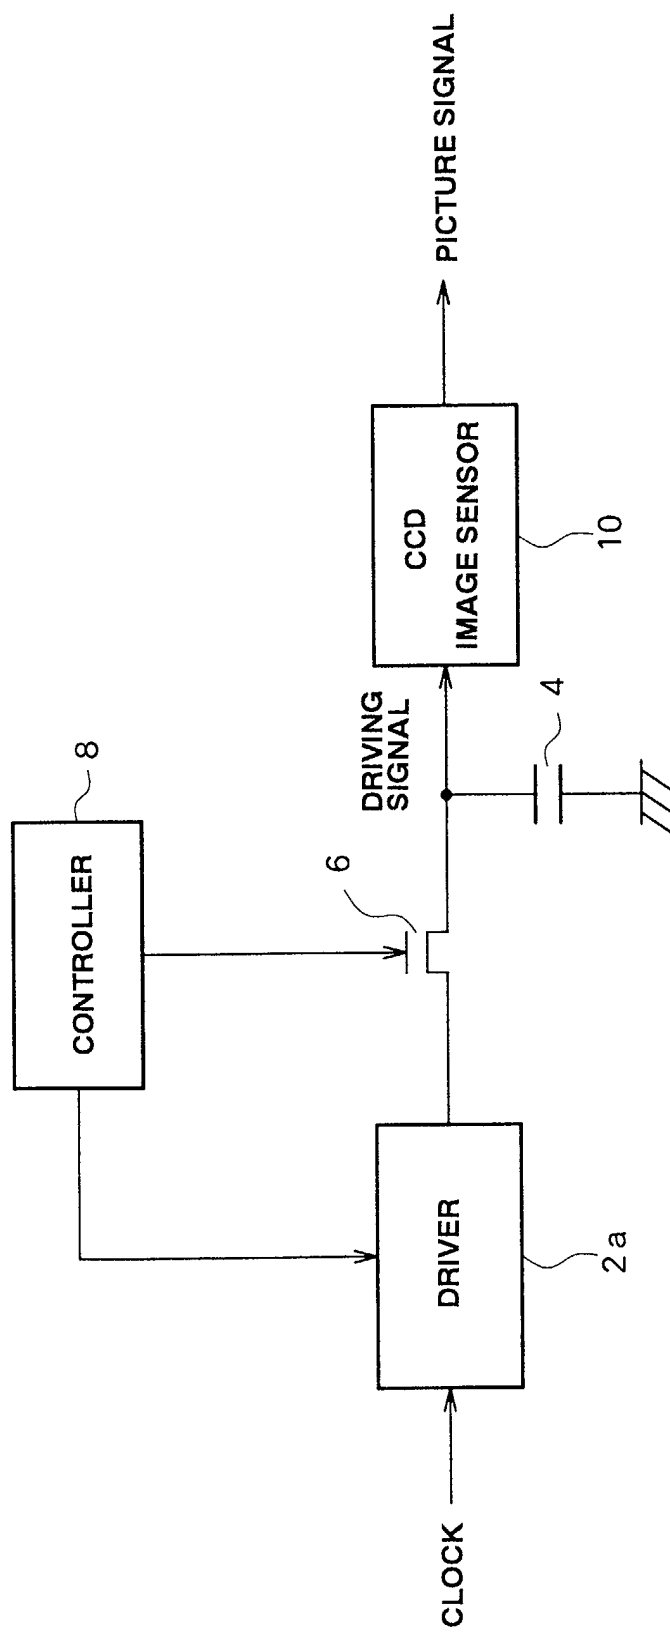 CONTROLLER
8
6
CLOCK
DRIVER
2a
DRIVING
SIGNAL
4
CCD
IMAGE SENSOR
10
PICTURE SIGNAL